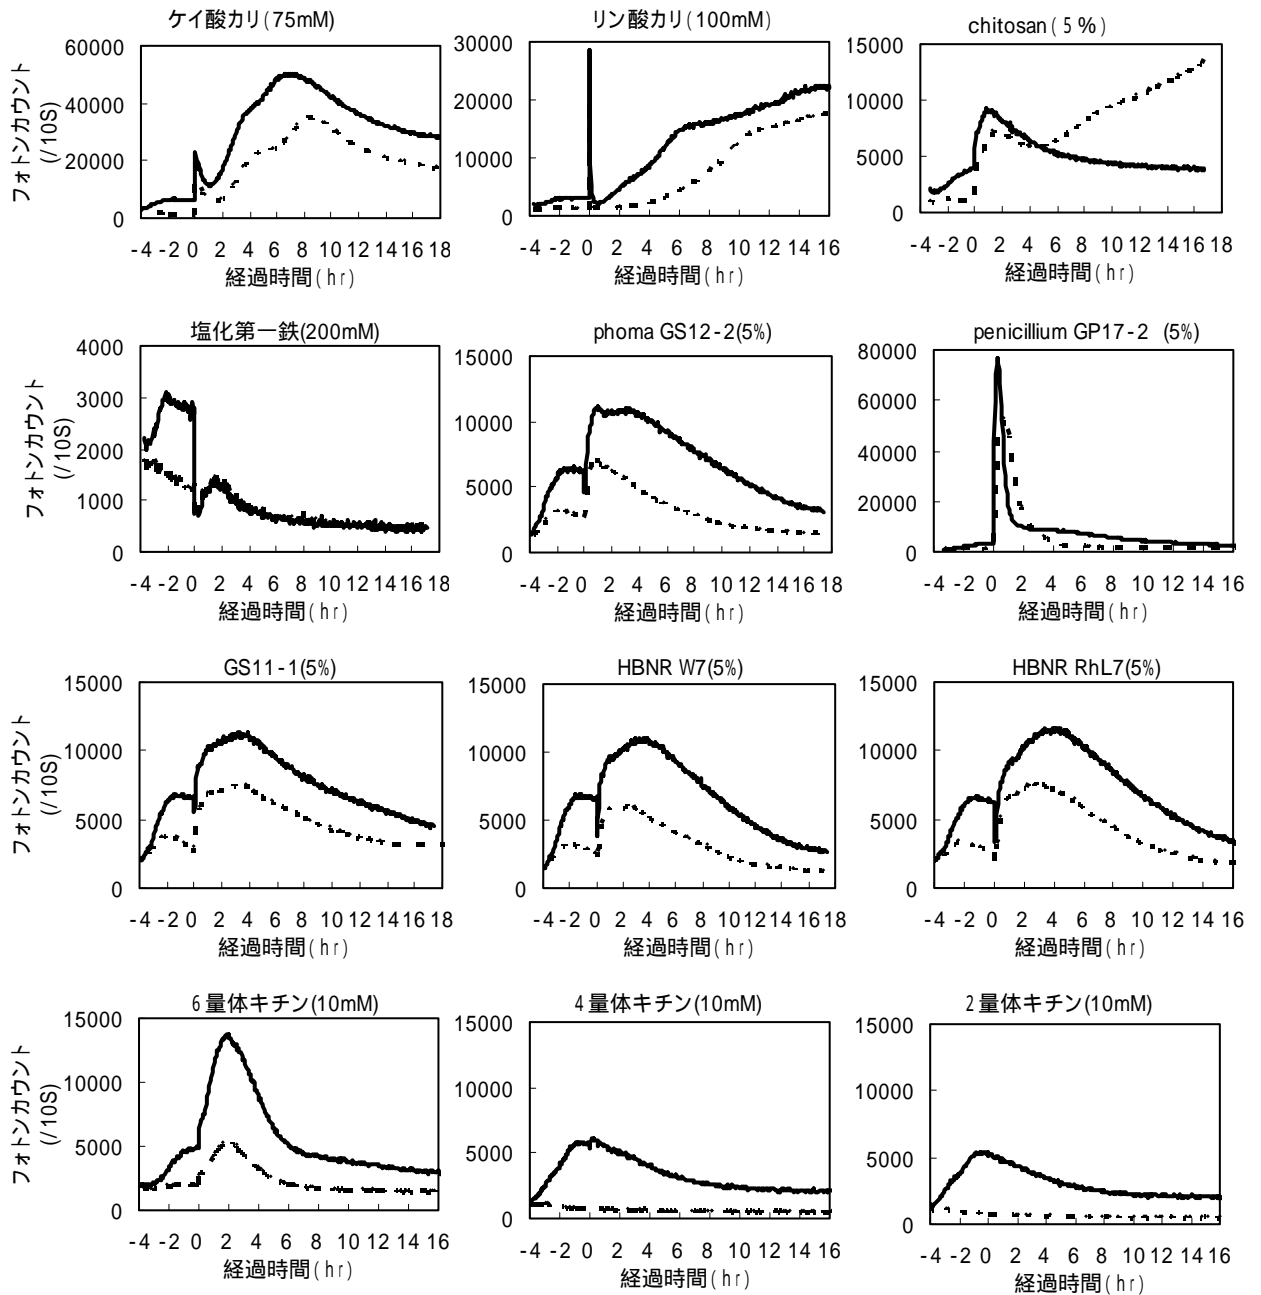 ケイ酸カリ(75mM)
フォトンカウント
(/10S)
60000
40000
20000
0
-4 -2 0 2 4 6 8 10 12 14 16 18
経過時間(hr)
リン酸カリ(100mM)
30000
20000
10000
0
-4 -2 0 2 4 6 8 10 12 14 16
経過時間(hr)
chitosan(5%)
15000
10000
5000
0
-4 -2 0 2 4 6 8 10 12 14 16 18
経過時間(hr)
塩化第一鉄(200mM)
フォトンカウント
(/10S)
4000
3000
2000
1000
0
-4 -2 0 2 4 6 8 10 12 14 16 18
経過時間(hr)
phoma GS12-2(5%)
15000
10000
5000
0
-4 -2 0 2 4 6 8 10 12 14 16 18
経過時間(hr)
penicillium GP17-2 (5%)
80000
60000
40000
20000
0
-4 -2 0 2 4 6 8 10 12 14 16
経過時間(hr)
GS11-1(5%)
フォトンカウント
(/10S)
15000
10000
5000
0
-4 -2 0 2 4 6 8 10 12 14 16 18
経過時間(hr)
HBNR W7(5%)
15000
10000
5000
0
-4 -2 0 2 4 6 8 10 12 14 16 18
経過時間(hr)
HBNR RhL7(5%)
15000
10000
5000
0
-4 -2 0 2 4 6 8 10 12 14 16
経過時間(hr)
6量体キチン(10mM)
フォトンカウント
(/10S)
15000
10000
5000
0
-4 -2 0 2 4 6 8 10 12 14 16
経過時間(hr)
4量体キチン(10mM)
15000
10000
5000
0
-4 -2 0 2 4 6 8 10 12 14 16
経過時間(hr)
2量体キチン(10mM)
15000
10000
5000
0
-4 -2 0 2 4 6 8 10 12 14 16
経過時間(hr)